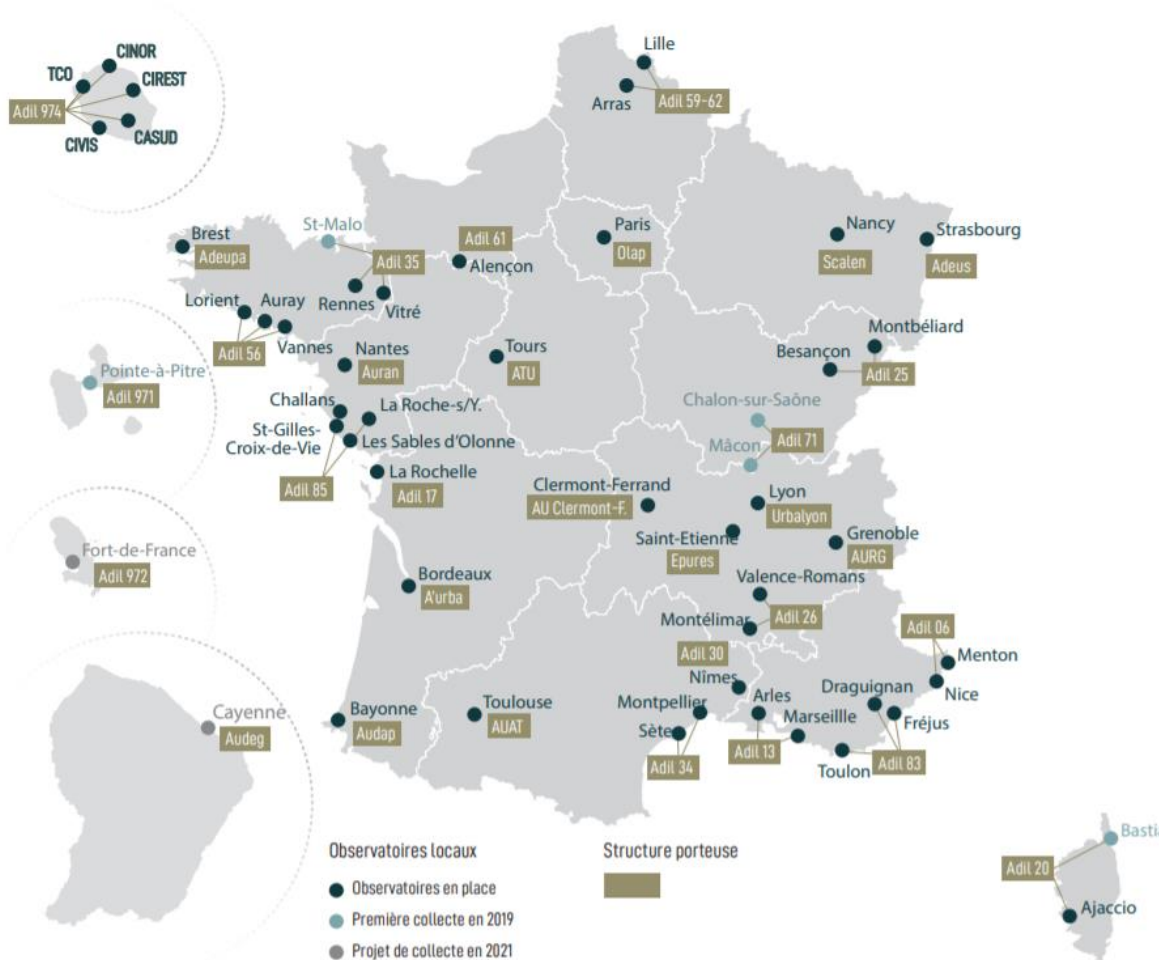 CINOR
TCO
CIREST
Adil 974
CASUD
CIVIS
Lille
Arras
Adil 59-62
St-Malo
Brest
Adeupa
Adil 35
Adil 61
Alençon
Paris
Olap
Nancy
Scalen
Strasbourg
Adeus
Rennes
Vitré
Lorient
Auray
Vannes
Adil 56
Nantes
Auran
Tours
ATU
Montbéliard
Besançon
Adil 25
Pointe-à-Pitre
Adil 971
Challans
La Roche-s/Y.
St-Gilles-
Croix-de-Vie
Les Sables d'Olonne
Adil 85
La Rochelle
Adil 17
Chalon-sur-Saône
Adil 71
Mâcon
Clermont-Ferrand
AU Clermont-F.
Lyon
Urbalyon
Saint-Etienne
Epures
Grenoble
AURG
Fort-de-France
Adil 972
Bordeaux
A'urba
Valence-Romans
Montélimar
Adil 26
Adil 30
Nîmes
Adil 06
Menton
Nice
Cayenne
Audeg
Bayonne
Audap
Toulouse
AUAT
Montpellier
Sète
Adil 34
Arles
Marseillle
Adil 13
Draguignan
Fréjus
Toulon
Adil 83
Bastia
Adil 20
Ajaccio
Observatoires locaux
Observatoires en place
Première collecte en 2019
Projet de collecte en 2021
Structure porteuse